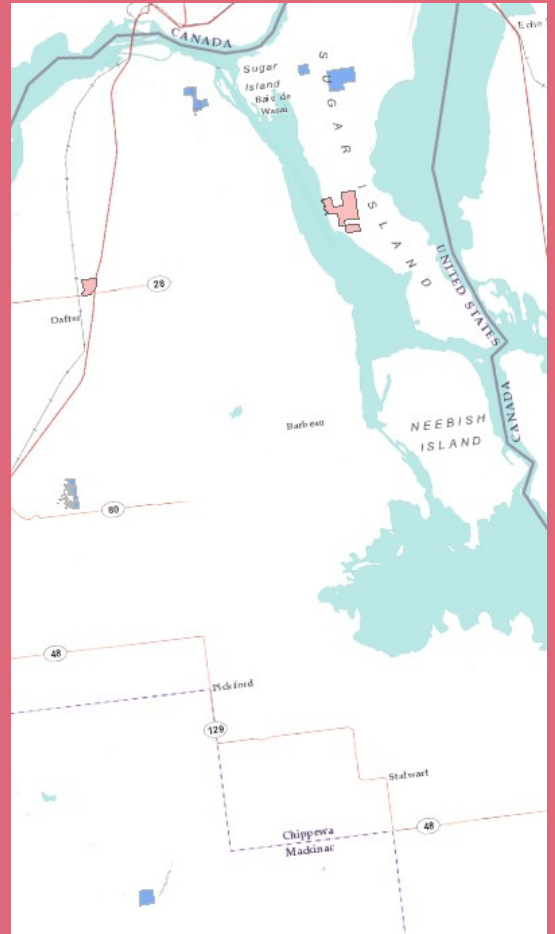 CANADA
Echo
Sugar
Island
Baie de
Wasai
SUGAR ISLAND
28
UNITED STATES
Dafter
CANADA
Barbeau
NEEBISH
ISLAND
80
48
Pickford
129
Stalwart
48
Chippewa
Mackinac